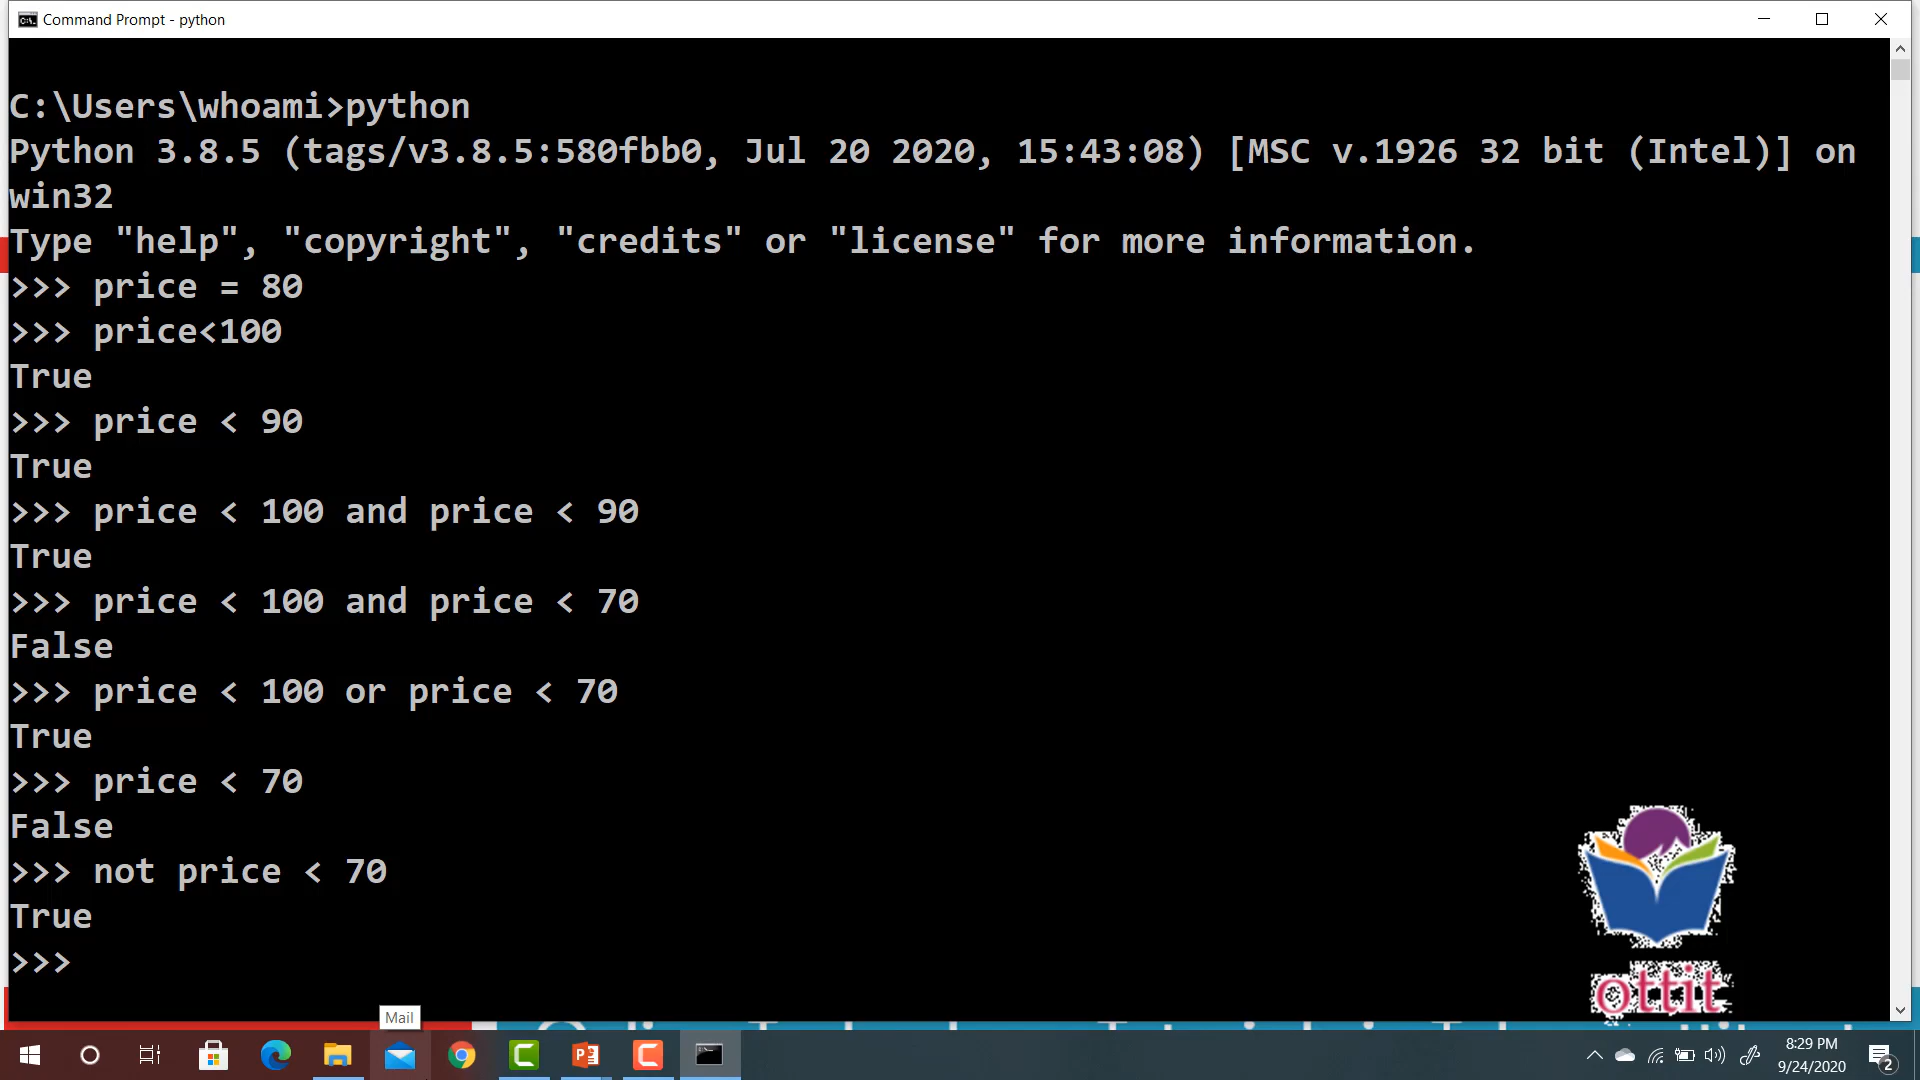 Command Prompt - python
C:\Users\whoami>python
Python 3.8.5 (tags/v3.8.5:580fbb0, Jul 20 2020, 15:43:08) [MSC v.1926 32 bit (Intel)] on
win32
Type "help", "copyright", "credits" or "license" for more information.
>>> price = 80
>>> price<100
True
>>> price < 90
True
>>> price < 100 and price < 90
True
>>> price < 100 and price < 70
False
>>> price < 100 or price < 70
True
>>> price < 70
False
>>> not price < 70
True
>>>
ottit
Mail
8:29 PM
9/24/2020
2